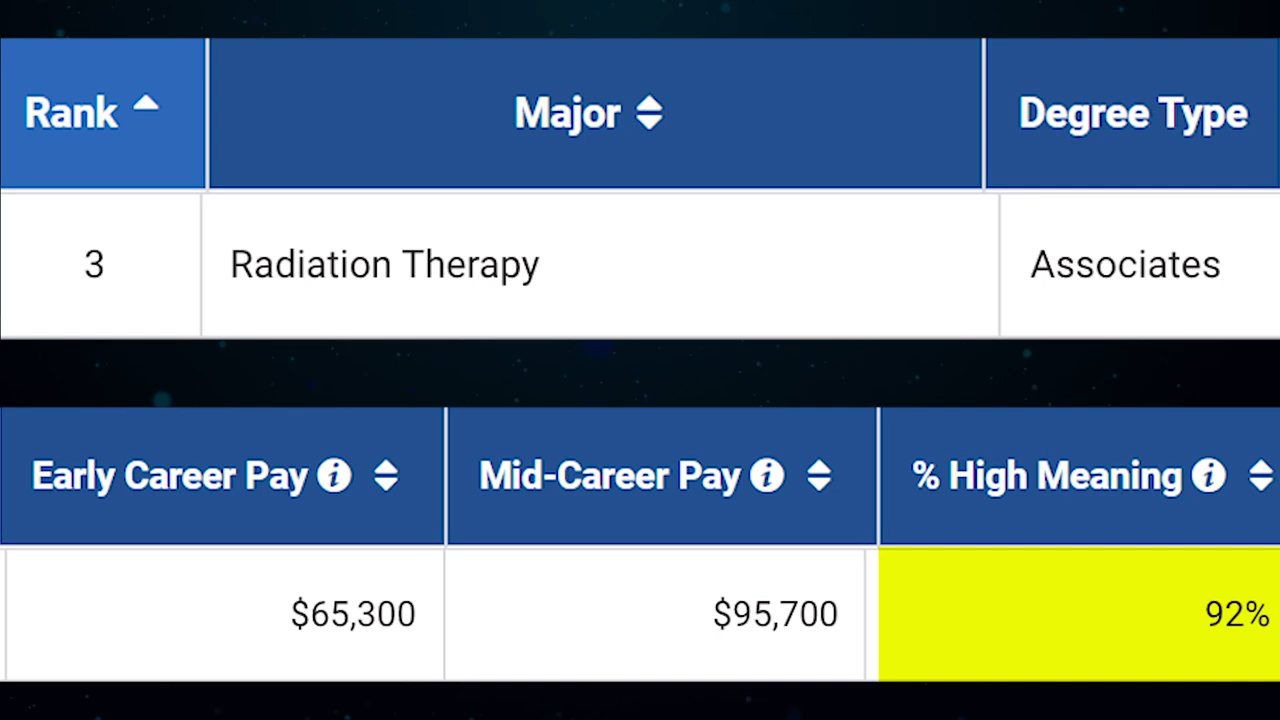 Rank Major Degree Type
3 Radiation Therapy Associates
Early Career Pay i Mid-Career Pay i % High Meaning i
$65,300 $95,700 92%